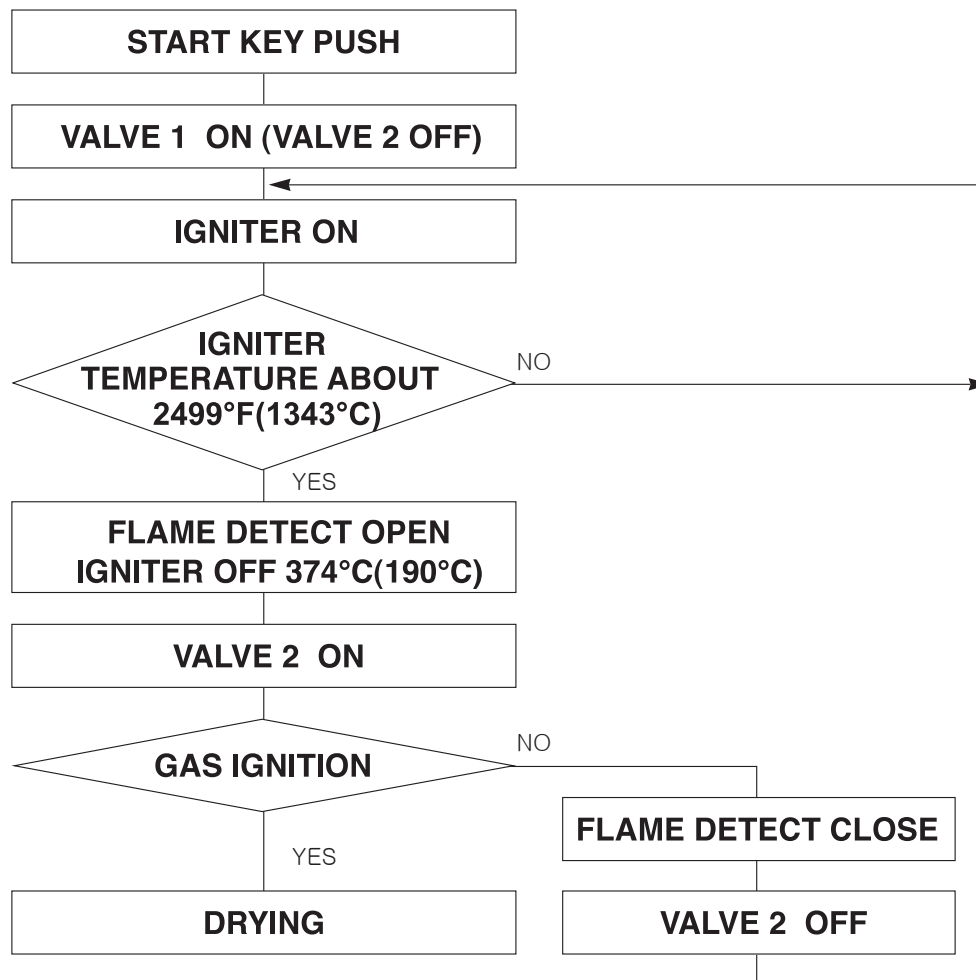 START KEY PUSH
VALVE 1 ON (VALVE 2 OFF)
IGNITER ON
IGNITER
TEMPERATURE ABOUT
2499°F(1343°C)
NO
YES
FLAME DETECT OPEN
IGNITER OFF 374°C(190°C)
VALVE 2 ON
GAS IGNITION
NO
FLAME DETECT CLOSE
YES
DRYING
VALVE 2 OFF